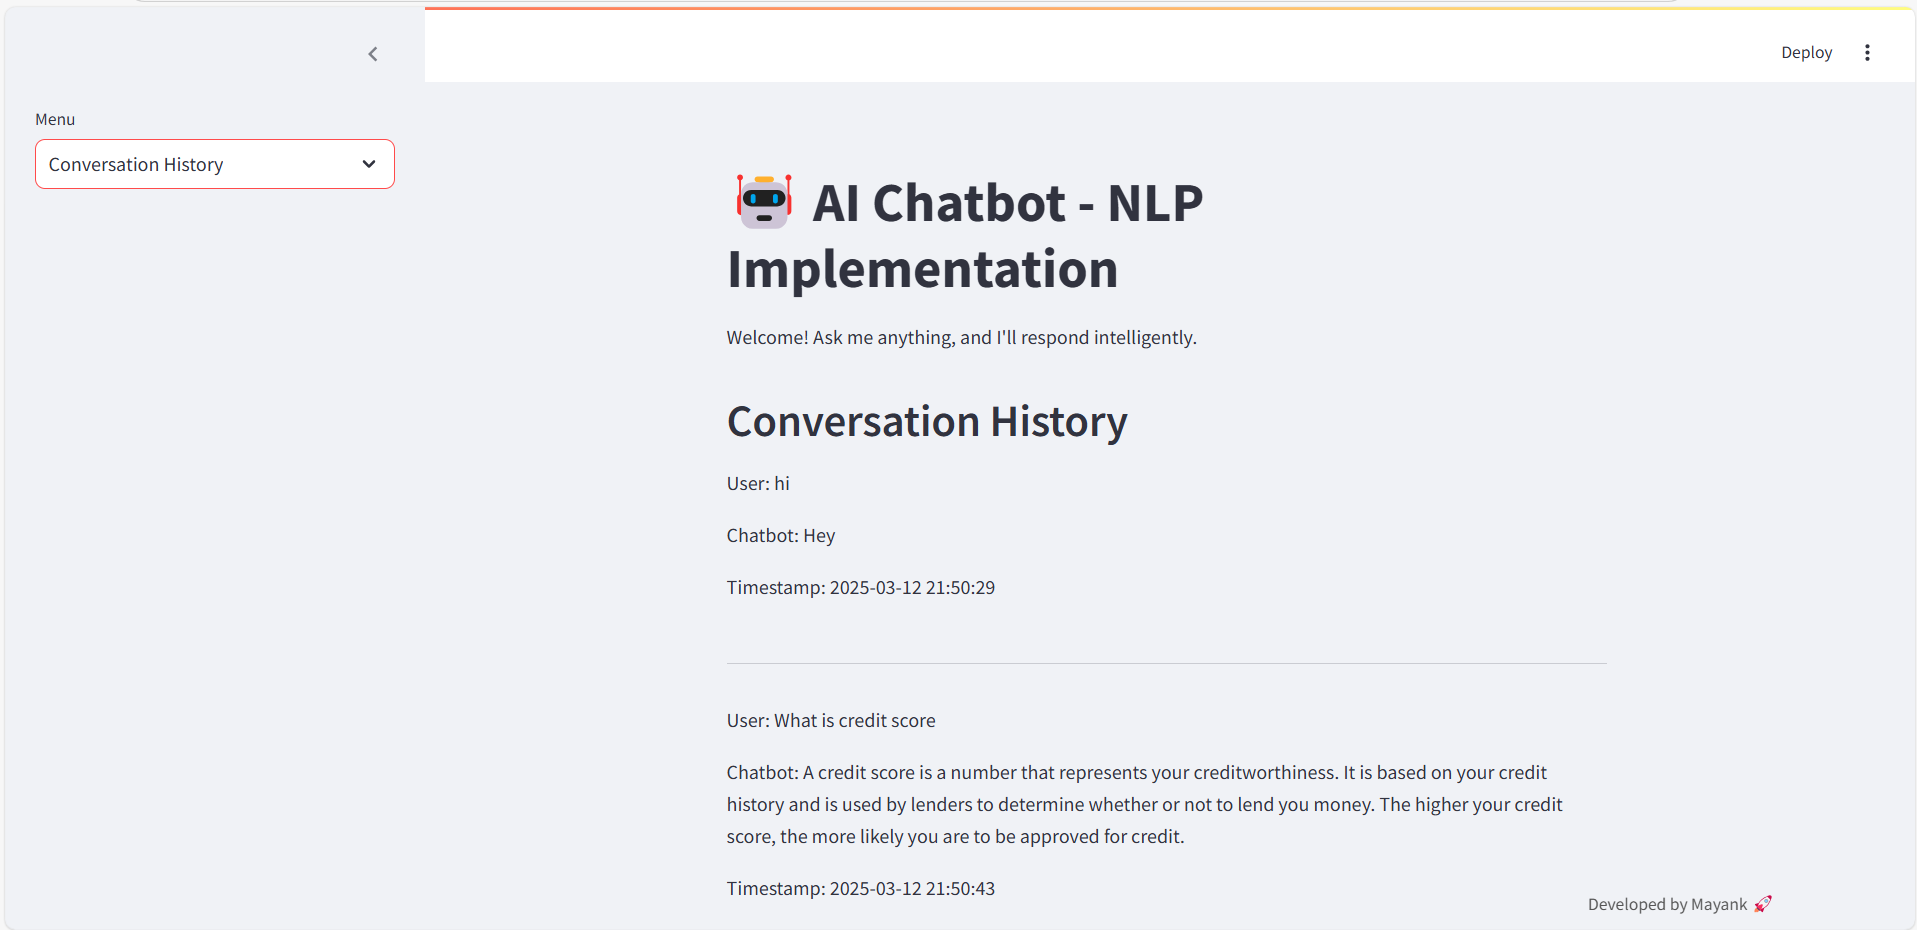 Deploy
Menu
Conversation History
AI Chatbot - NLP
Implementation
Welcome! Ask me anything, and I'll respond intelligently.
Conversation History
User: hi
Chatbot: Hey
Timestamp: 2025-03-12 21:50:29
User: What is credit score
Chatbot: A credit score is a number that represents your creditworthiness. It is based on your credit
history and is used by lenders to determine whether or not to lend you money. The higher your credit
score, the more likely you are to be approved for credit.
Timestamp: 2025-03-12 21:50:43
Developed by Mayank 🚀